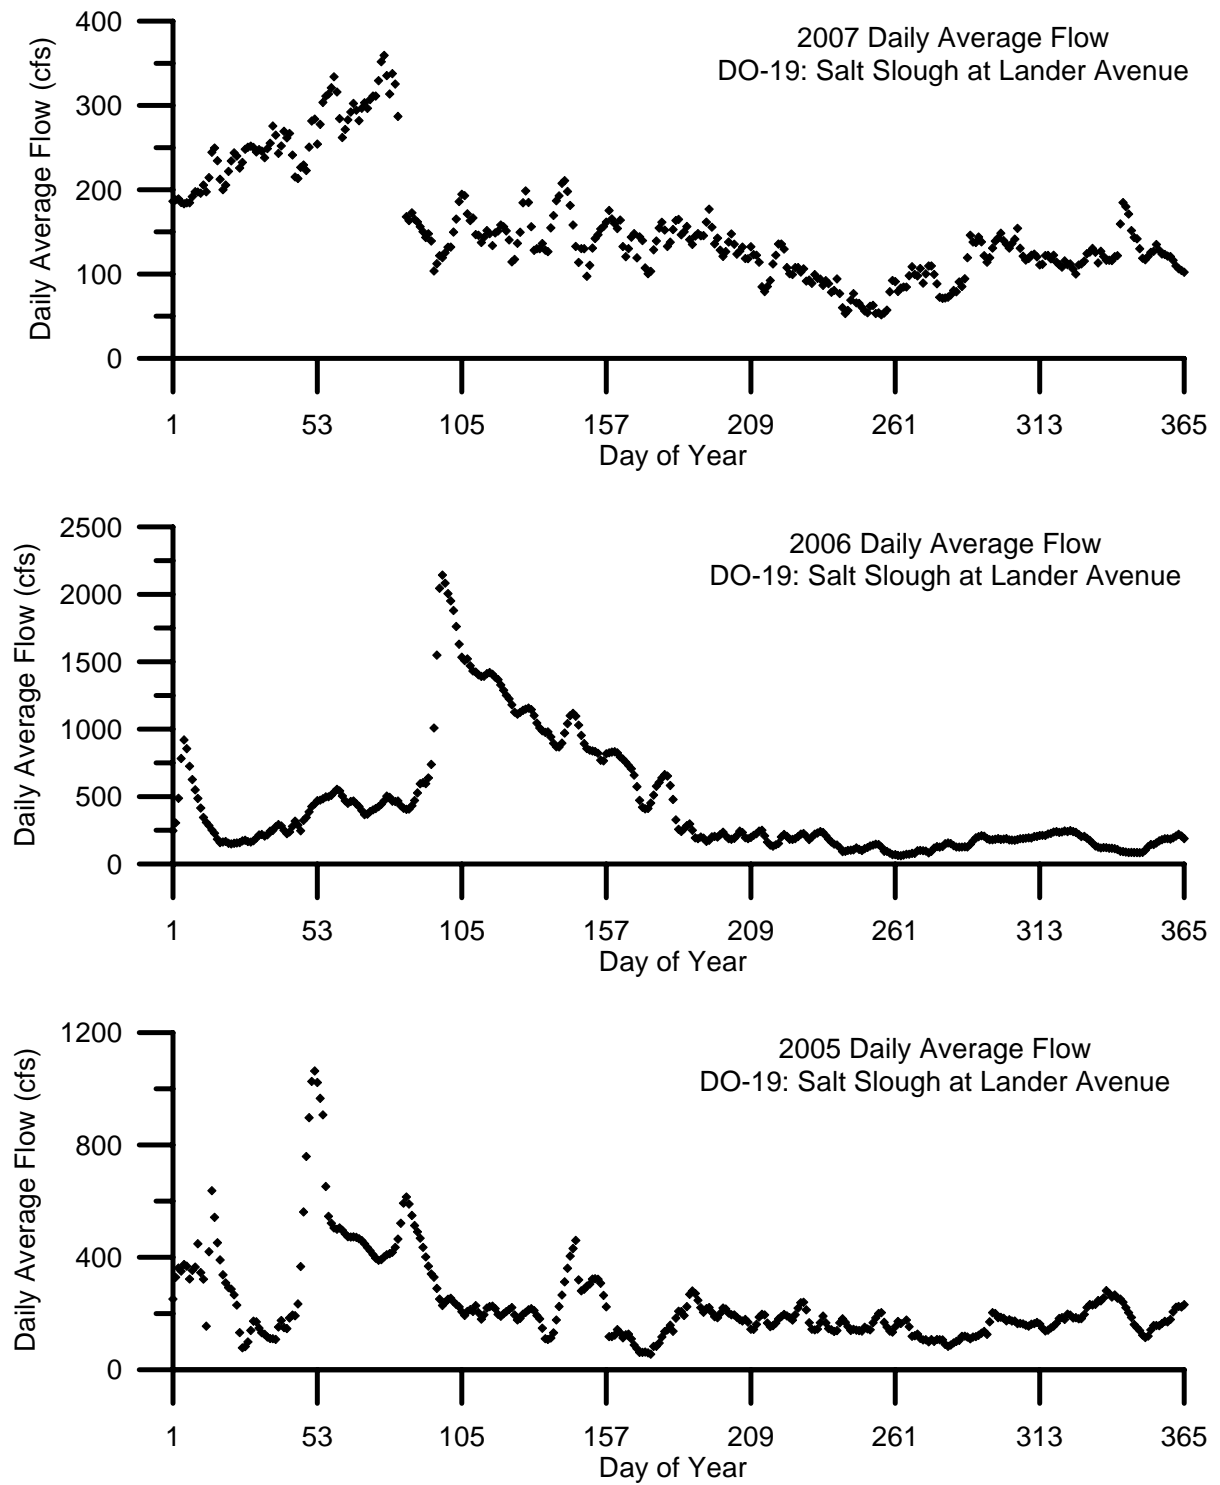 2007 Daily Average Flow
DO-19: Salt Slough at Lander Avenue
Daily Average Flow (cfs)
400
300
200
100
0
1 53 105 157 209 261 313 365
Day of Year
2006 Daily Average Flow
DO-19: Salt Slough at Lander Avenue
Daily Average Flow (cfs)
2500
2000
1500
1000
500
0
1 53 105 157 209 261 313 365
Day of Year
2005 Daily Average Flow
DO-19: Salt Slough at Lander Avenue
Daily Average Flow (cfs)
1200
800
400
0
1 53 105 157 209 261 313 365
Day of Year